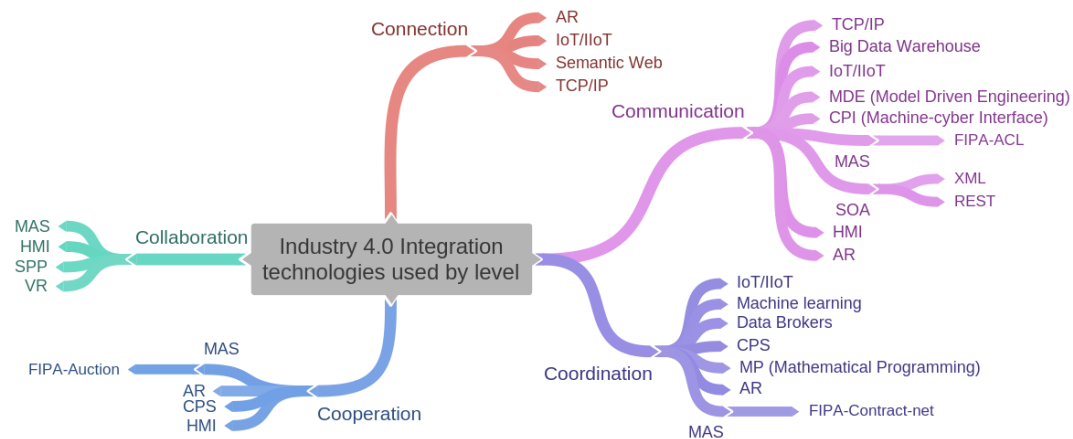 Industry 4.0 Integration
technologies used by level
Connection
AR
IoT/IIoT
Semantic Web
TCP/IP
Communication
TCP/IP
Big Data Warehouse
IoT/IIoT
MDE (Model Driven Engineering)
CPI (Machine-cyber Interface)
MAS
FIPA-ACL
SOA
XML
REST
HMI
AR
Coordination
IoT/IIoT
Machine learning
Data Brokers
CPS
MP (Mathematical Programming)
AR
MAS
FIPA-Contract-net
Cooperation
MAS
FIPA-Auction
AR
CPS
HMI
Collaboration
MAS
HMI
SPP
VR